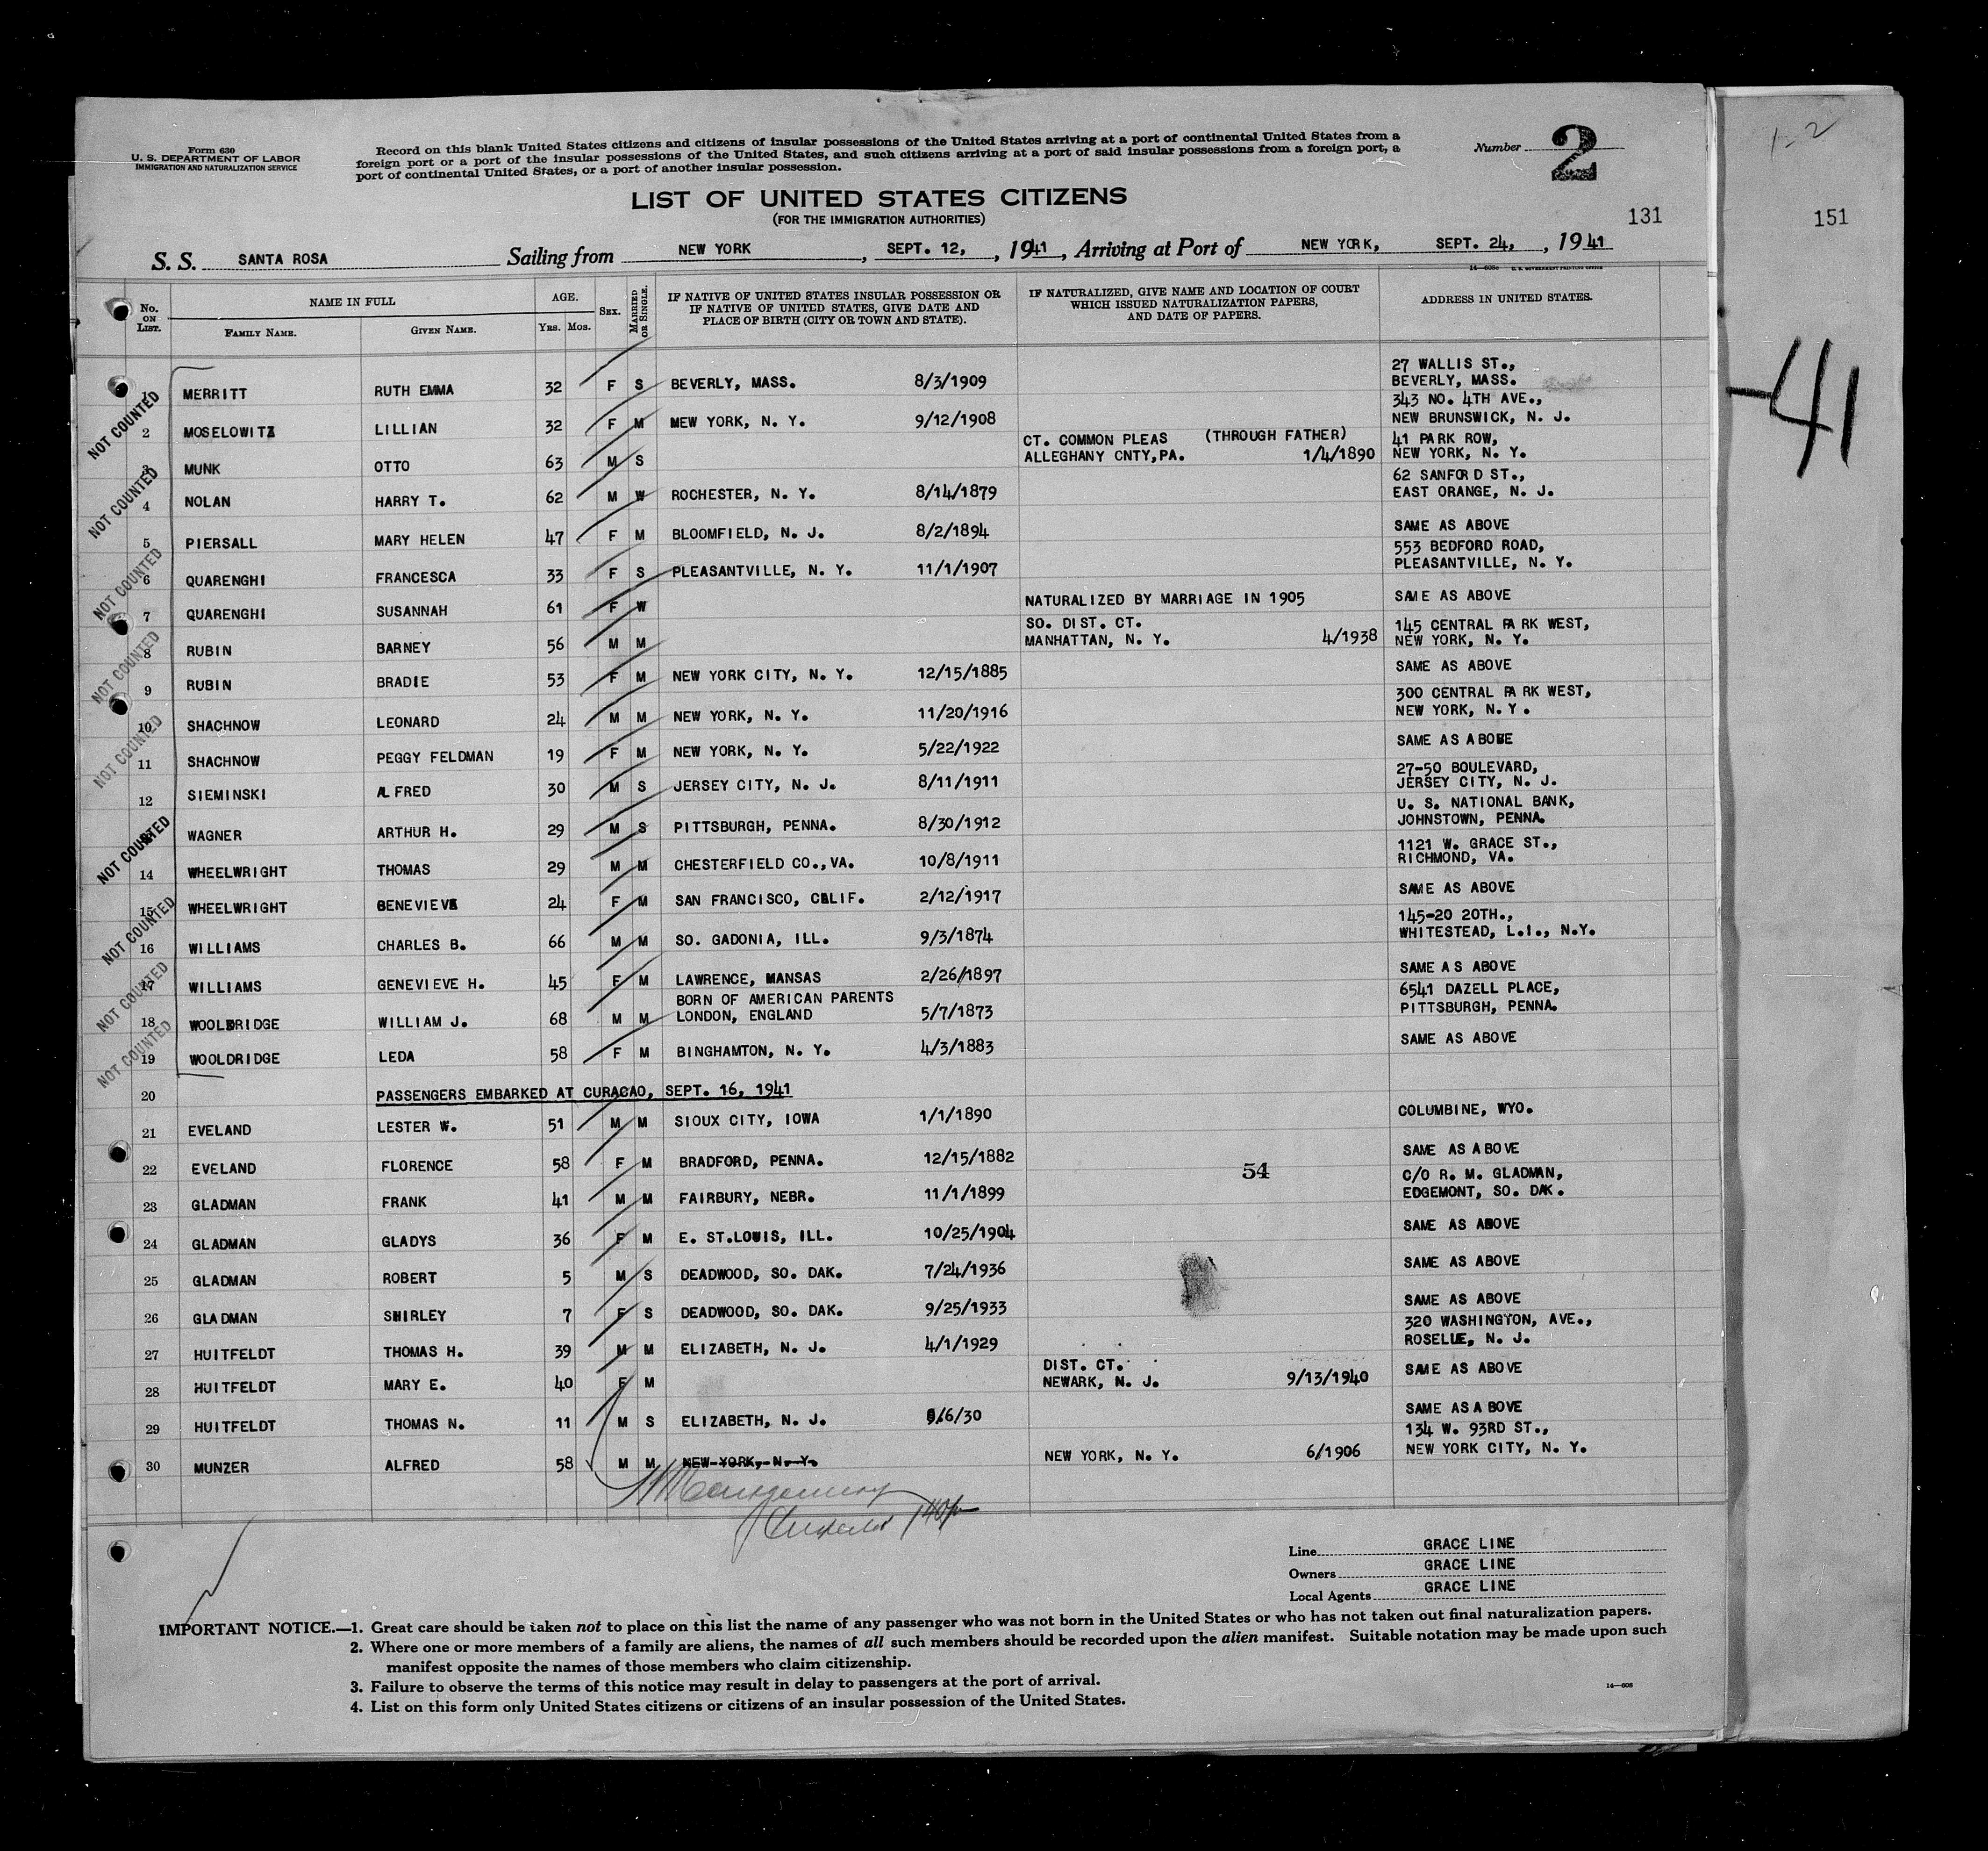 Form 630
U. S. DEPARTMENT OF LABOR
IMMIGRATION AND NATURALIZATION SERVICE
Record on this blank United States citizens and citizens of insular possessions of the United States arriving at a port of continental United States from a
foreign port or a port of the insular possessions of the United States, and such citizens arriving at a port of said insular possessions from a foreign port, a
port of continental United States, or a port of another insular possession.
Number 2
LIST OF UNITED STATES CITIZENS
(FOR THE IMMIGRATION AUTHORITIES)
131
151
1-2
-41
S. S. SANTA ROSA Sailing from NEW YORK, SEPT. 12, , 1941, Arriving at Port of NEW YORK, SEPT. 24, , 1941
No. ON LIST. NAME IN FULL FAMILY NAME. GIVEN NAME. AGE. YRS. MOS. SEX. MARRIED OR SINGLE. IF NATIVE OF UNITED STATES INSULAR POSSESSION OR IF NATIVE OF UNITED STATES, GIVE DATE AND PLACE OF BIRTH (CITY OR TOWN AND STATE). IF NATURALIZED, GIVE NAME AND LOCATION OF COURT WHICH ISSUED NATURALIZATION PAPERS, AND DATE OF PAPERS. ADDRESS IN UNITED STATES.
1 MERRITT RUTH EMMA 32 F S BEVERLY, MASS. 8/3/1909 27 WALLIS ST., BEVERLY, MASS.
NOT COUNTED
2 MOSELOWITZ LILLIAN 32 F M MEW YORK, N. Y. 9/12/1908 343 NO. 4TH AVE., NEW BRUNSWICK, N. J.
3 MUNK OTTO 63 M S CT. COMMON PLEAS (THROUGH FATHER) ALLEGHANY CNTY,PA. 1/4/1890 41 PARK ROW, NEW YORK, N. Y.
NOT COUNTED
4 NOLAN HARRY T. 62 M W ROCHESTER, N. Y. 8/14/1879 62 SANFORD ST., EAST ORANGE, N. J.
5 PIERSALL MARY HELEN 47 F M BLOOMFIELD, N. J. 8/2/1894 SAME AS ABOVE
NOT COUNTED
6 QUARENGHI FRANCESCA 33 F S PLEASANTVILLE, N. Y. 11/1/1907 553 BEDFORD ROAD, PLEASANTVILLE, N. Y.
7 QUARENGHI SUSANNAH 61 F W NATURALIZED BY MARRIAGE IN 1905 SAME AS ABOVE
NOT COUNTED
8 RUBIN BARNEY 56 M M SO. DIST. CT. MANHATTAN, N. Y. 4/1938 145 CENTRAL PARK WEST, NEW YORK, N. Y.
9 RUBIN BRADIE 53 F M NEW YORK CITY, N. Y. 12/15/1885 SAME AS ABOVE
10 SHACHNOW LEONARD 24 M M NEW YORK, N. Y. 11/20/1916 300 CENTRAL PARK WEST, NEW YORK, N. Y.
NOT COUNTED
11 SHACHNOW PEGGY FELDMAN 19 F M NEW YORK, N. Y. 5/22/1922 SAME AS ABOVE
12 SIEMINSKI ALFRED 30 M S JERSEY CITY, N. J. 8/11/1911 27-50 BOULEVARD, JERSEY CITY, N. J.
NOT COUNTED
WAGNER ARTHUR H. 29 M S PITTSBURGH, PENNA. 8/30/1912 U. S. NATIONAL BANK, JOHNSTOWN, PENNA.
14 WHEELWRIGHT THOMAS 29 M M CHESTERFIELD CO.,VA. 10/8/1911 1121 W. GRACE ST., RICHMOND, VA.
15 WHEELWRIGHT GENEVIEVE 24 F M SAN FRANCISCO, CALIF. 2/12/1917 SAME AS ABOVE
NOT COUNTED
16 WILLIAMS CHARLES B. 66 M M SO. GADONIA, ILL. 9/3/1874 145-20 20TH., WHITESTEAD, L.I., N.Y.
17 WILLIAMS GENEVIEVE H. 45 F M LAWRENCE, MANSAS 2/26/1897 SAME AS ABOVE
NOT COUNTED
18 WOOLDRIDGE WILLIAM J. 68 M M BORN OF AMERICAN PARENTS LONDON, ENGLAND 5/7/1873 6541 DAZELL PLACE, PITTSBURGH, PENNA.
NOT COUNTED
19 WOOLDRIDGE LEDA 58 F M BINGHAMTON, N. Y. 4/3/1883 SAME AS ABOVE
20 PASSENGERS EMBARKED AT CURACAO, SEPT. 16, 1941
21 EVELAND LESTER W. 51 M M SIOUX CITY, IOWA 1/1/1890 COLUMBINE, WYO.
22 EVELAND FLORENCE 58 F M BRADFORD, PENNA. 12/15/1882 54 SAME AS ABOVE
23 GLADMAN FRANK 41 M M FAIRBURY, NEBR. 11/1/1899 C/O R. M. GLADMAN, EDGEMONT, SO. DAK.
24 GLADMAN GLADYS 36 F M E. ST.LOUIS, ILL. 10/25/1904 SAME AS ABOVE
25 GLADMAN ROBERT 5 M S DEADWOOD, SO. DAK. 7/24/1936 SAME AS ABOVE
26 GLADMAN SHIRLEY 7 F S DEADWOOD, SO. DAK. 9/25/1933 SAME AS ABOVE
27 HUITFELDT THOMAS H. 39 M M ELIZABETH, N. J. 4/1/1929 320 WASHINGTON, AVE., ROSELLE, N. J.
28 HUITFELDT MARY E. 40 F M DIST. CT. NEWARK, N. J. 9/13/1940 SAME AS ABOVE
29 HUITFELDT THOMAS N. 11 M S ELIZABETH, N. J. 9/6/30 SAME AS ABOVE
30 MUNZER ALFRED 58 M M NEW YORK, N. Y. NEW YORK, N. Y. 6/1906 134 W. 93RD ST., NEW YORK CITY, N. Y.
Line GRACE LINE
Owners GRACE LINE
Local Agents GRACE LINE
IMPORTANT NOTICE.—1. Great care should be taken not to place on this list the name of any passenger who was not born in the United States or who has not taken out final naturalization papers.
2. Where one or more members of a family are aliens, the names of all such members should be recorded upon the alien manifest. Suitable notation may be made upon such
manifest opposite the names of those members who claim citizenship.
3. Failure to observe the terms of this notice may result in delay to passengers at the port of arrival.
4. List on this form only United States citizens or citizens of an insular possession of the United States.
14—608